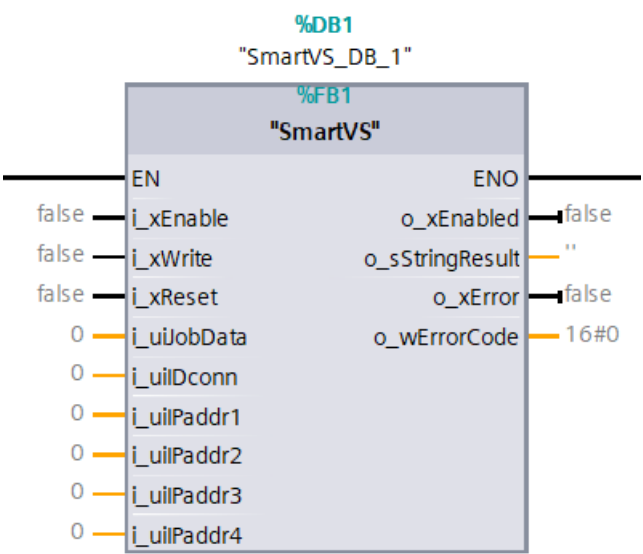 %DB1
"SmartVS_DB_1"
%FB1
"SmartVS"
EN ENO
false i_xEnable o_xEnabled false
false i_xWrite o_sStringResult ''
false i_xReset o_xError false
0 i_uiJobData o_wErrorCode 16#0
0 i_uiIDconn
0 i_uiIPaddr1
0 i_uiIPaddr2
0 i_uiIPaddr3
0 i_uiIPaddr4